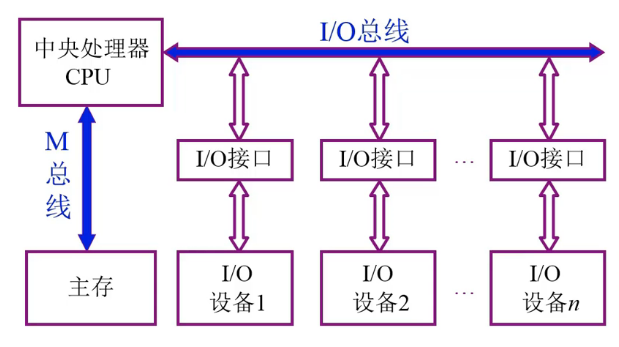 I/O总线
中央处理器
CPU
M
总
线
I/O接口
I/O接口
...
I/O接口
主存
I/O
设备1
I/O
设备2
...
I/O
设备n